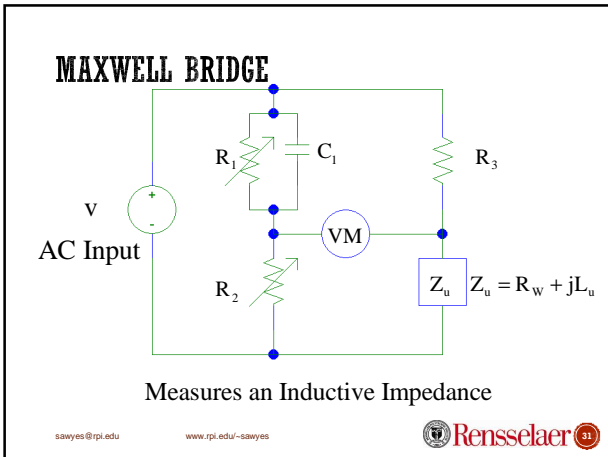 MAXWELL BRIDGE
R₁
C₁
R₃
+
-
v
AC Input
VM
R₂
Zᵤ
Zᵤ = R_W + jLᵤ
Measures an Inductive Impedance
sawyes@rpi.edu www.rpi.edu/~sawyes
Rensselaer 31